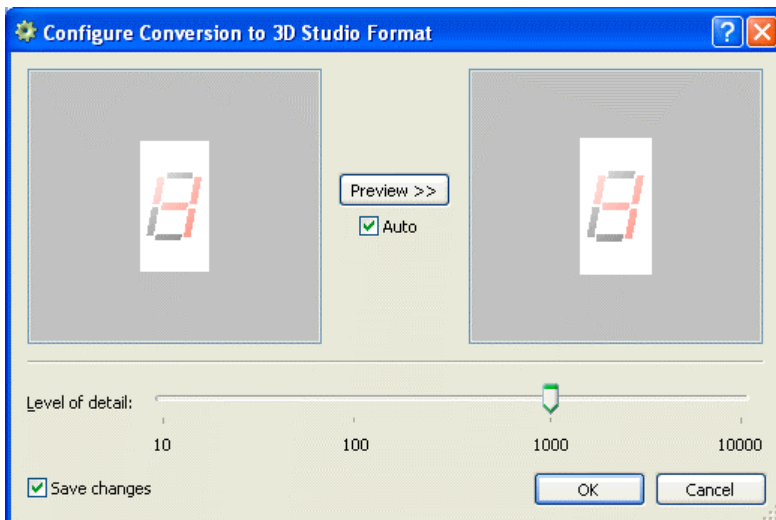 Configure Conversion to 3D Studio Format
Preview >>
Auto
Level of detail:
10 100 1000 10000
Save changes
OK Cancel